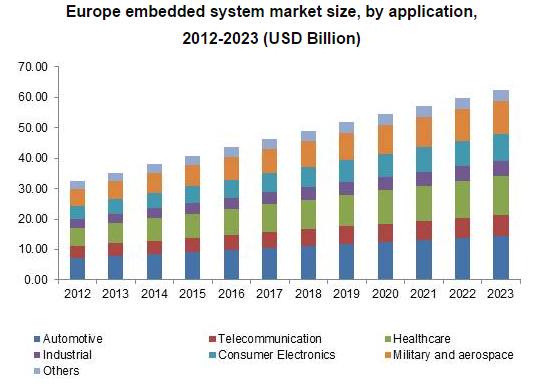 Europe embedded system market size, by application,
2012-2023 (USD Billion)
70.00
60.00
50.00
40.00
30.00
20.00
10.00
0.00
2012 2013 2014 2015 2016 2017 2018 2019 2020 2021 2022 2023
Automotive Telecommunication Healthcare
Industrial Consumer Electronics Military and aerospace
Others